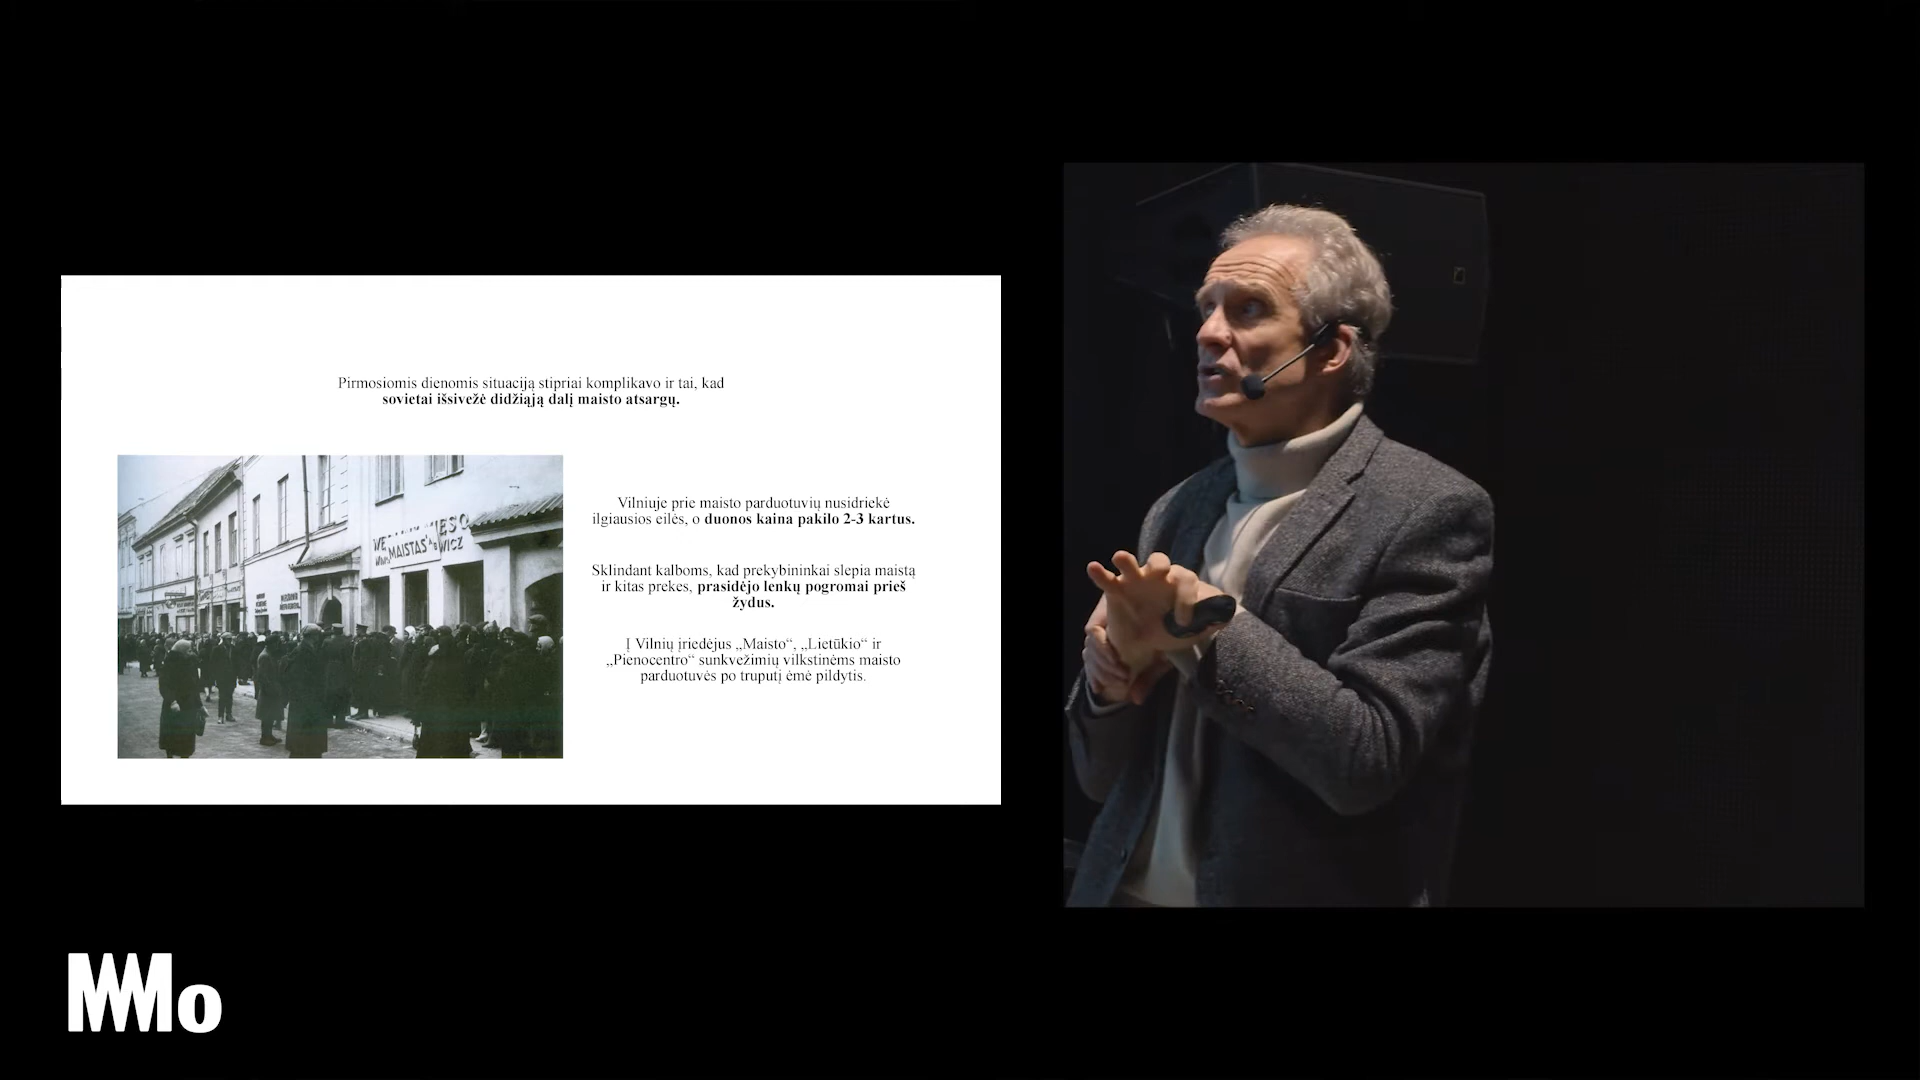 Pirmosiomis dienomis situaciją stipriai komplikavo ir tai, kad
sovietai išsivežė didžiąją dalį maisto atsargų.
Vilniuje prie maisto parduotuvių nusidriekė
ilgiausios eilės, o duonos kaina pakilo 2-3 kartus.
Sklindant kalboms, kad prekybininkai slepia maistą
ir kitas prekes, prasidėjo lenkų pogromai prieš
žydus.
Į Vilnių įriedėjus „Maisto“, „Lietūkio“ ir
„Pienocentro“ sunkvežimių vilkstinėms maisto
parduotuvės po truputį ėmė pildytis.
MAISTAS
MMo